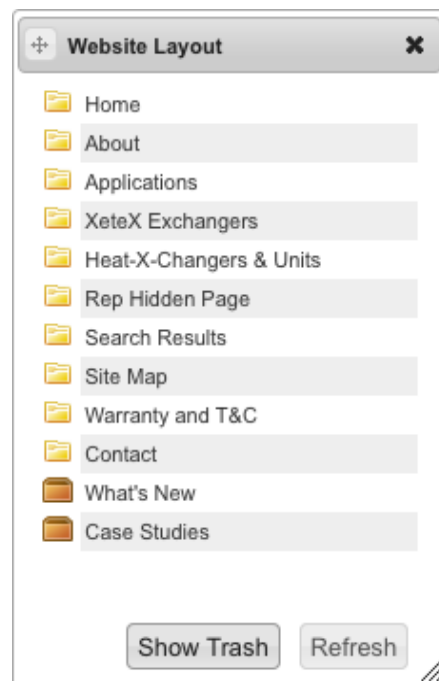 Website Layout
Home
About
Applications
XeteX Exchangers
Heat-X-Changers & Units
Rep Hidden Page
Search Results
Site Map
Warranty and T&C
Contact
What's New
Case Studies
Show Trash Refresh